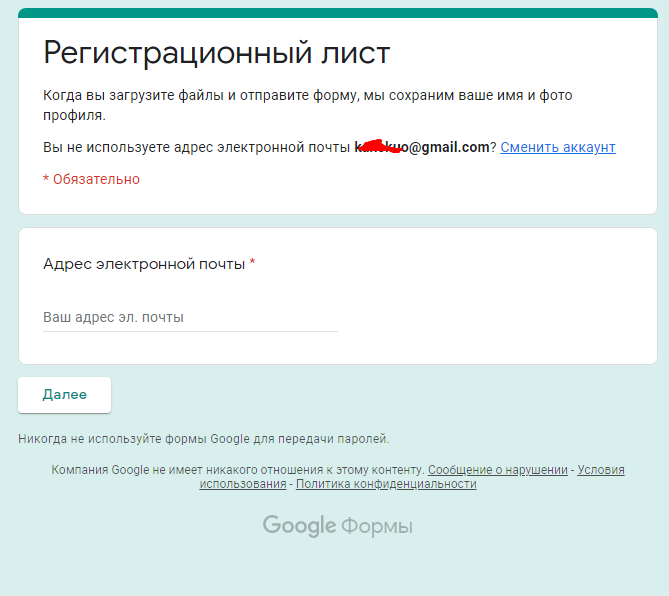 Регистрационный лист
Когда вы загрузите файлы и отправите форму, мы сохраним ваше имя и фото
профиля.
Вы не используете адрес электронной почты @gmail.com? Сменить аккаунт
* Обязательно
Адрес электронной почты *
Ваш адрес эл. почты
Далее
Никогда не используйте формы Google для передачи паролей.
Компания Google не имеет никакого отношения к этому контенту. Сообщение о нарушении - Условия
использования - Политика конфиденциальности
Google Формы